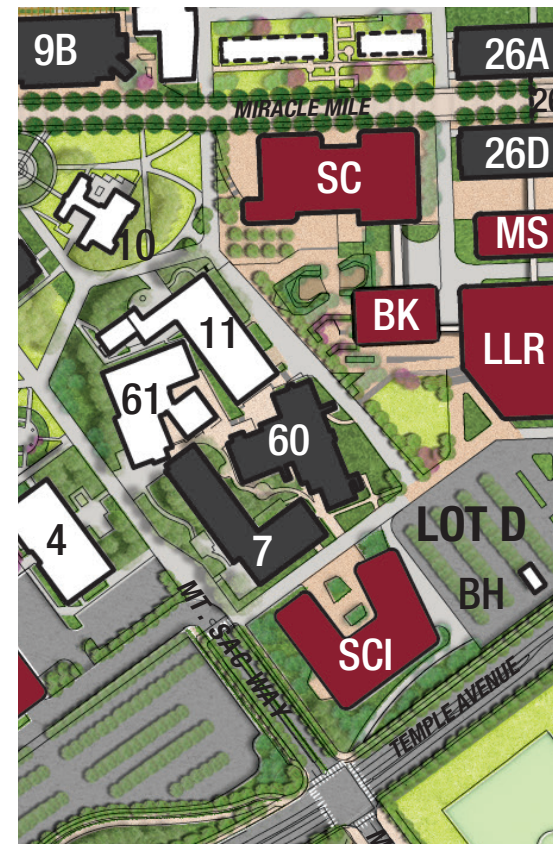 9B
26A
MIRACLE MILE
26D
SC
10
MS
BK
11
LLR
61
60
4
7
LOT D
BH
MT. SAC WAY
SCI
TEMPLE AVENUE